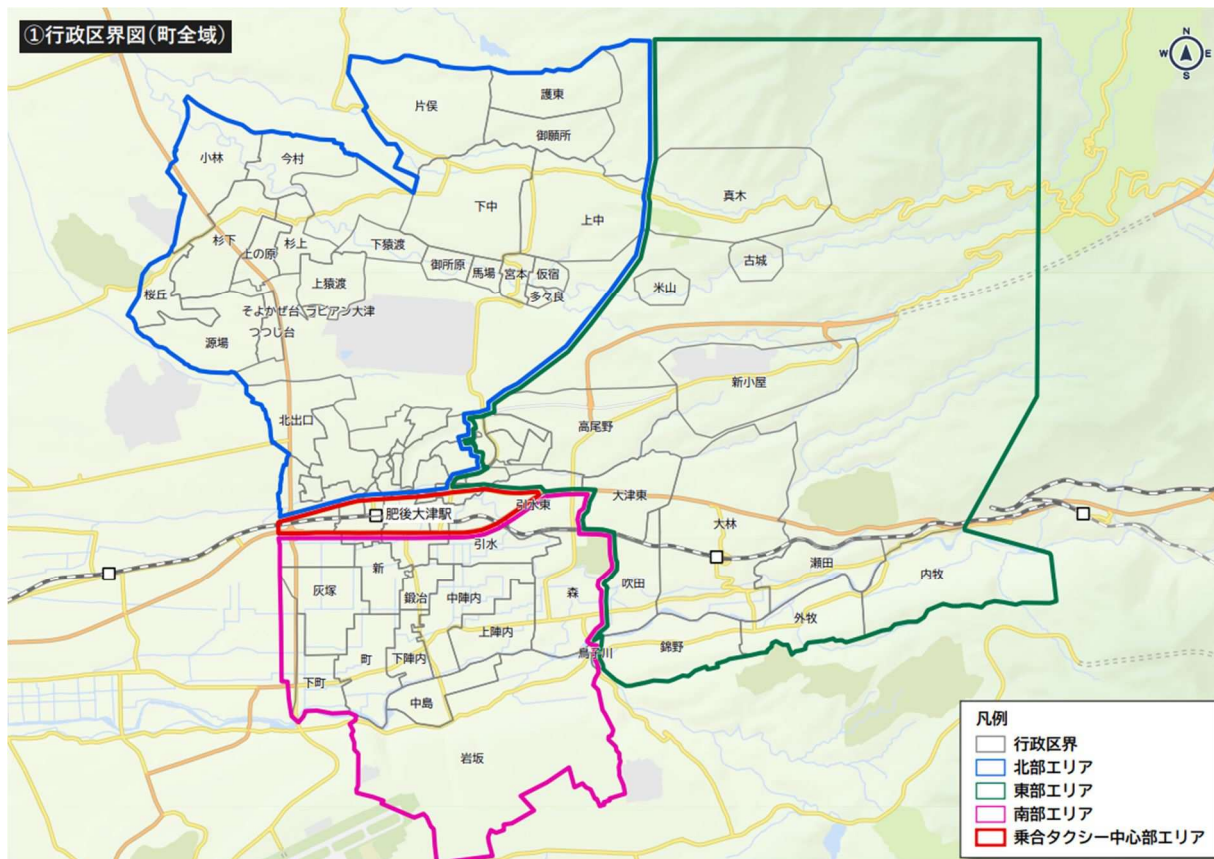 ①行政区界図(町全域)
N
W E
S
片俣
護東
御願所
小林
今村
真木
下中
上中
杉下
上の原
杉上
下猿渡
御所原
馬場
宮本
仮宿
多々良
古城
米山
上猿渡
桜丘
そよかぜ台
ラビアン大津
つつじ台
源場
新小屋
北出口
高尾野
大津東
引水東
肥後大津駅
大林
引水
瀬田
内牧
新
灰塚
鍛冶
中陣内
森
吹田
外牧
上陣内
錦野
鳥子川
町
下陣内
下町
中島
岩坂
凡例
行政区界
北部エリア
東部エリア
南部エリア
乗合タクシー中心部エリア